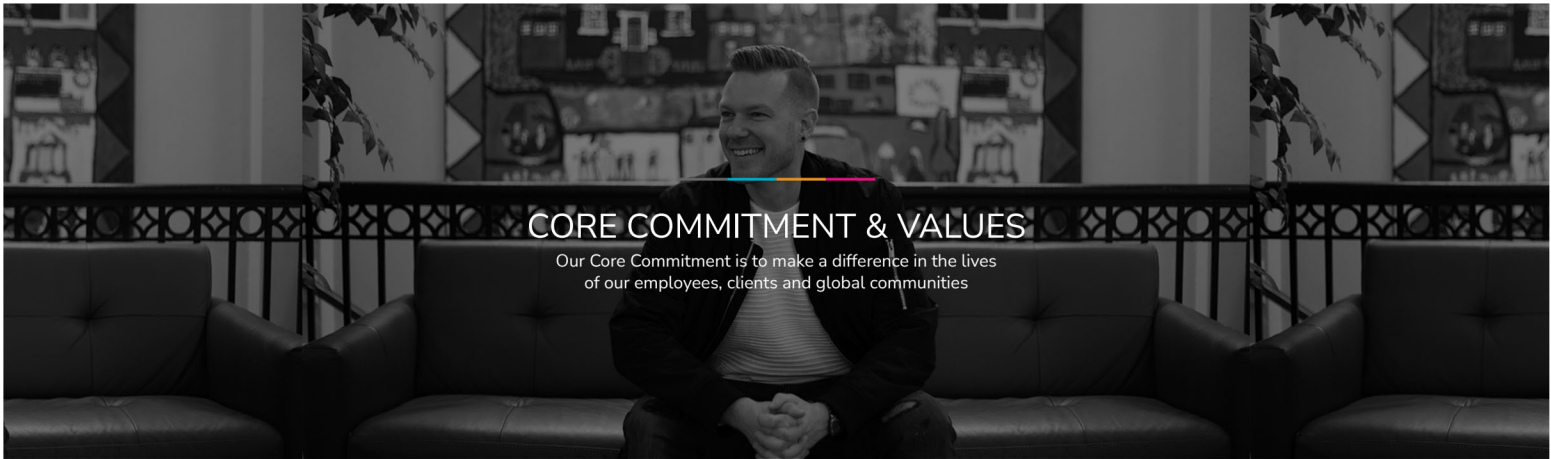 CORE COMMITMENT & VALUES
Our Core Commitment is to make a difference in the lives
of our employees, clients and global communities